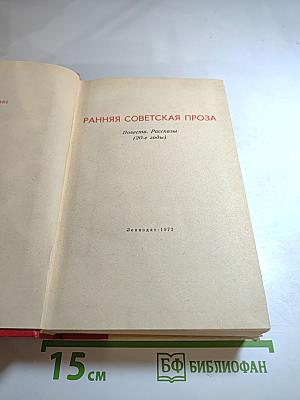 РАННЯЯ СОВЕТСКАЯ ПРОЗА
Повести. Рассказы
(20-е годы)
Лениздат·1972
15 см
БФ БИБЛИОФАН